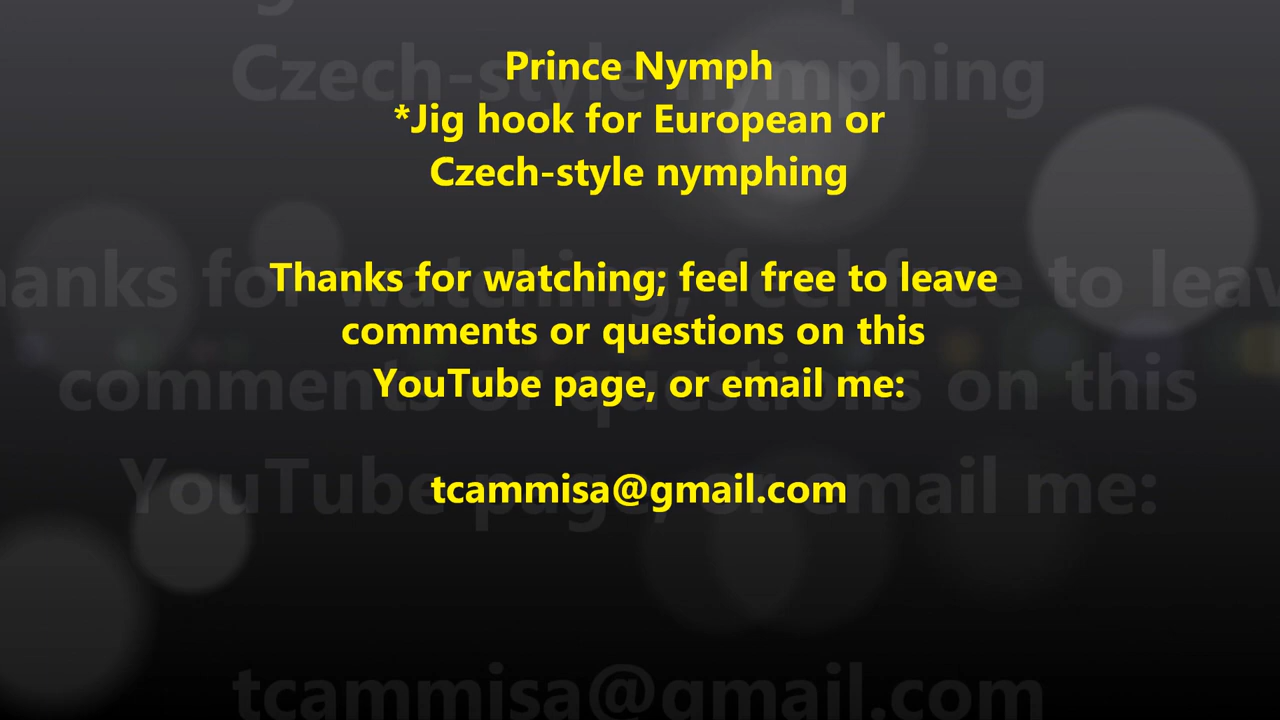 Prince Nymph
*Jig hook for European or
Czech-style nymphing
Thanks for watching; feel free to leave
comments or questions on this
YouTube page, or email me:
tcammisa@gmail.com